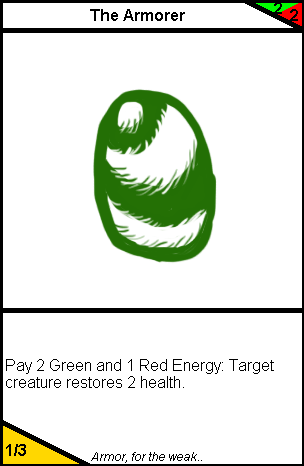 The Armorer
2
2
Pay 2 Green and 1 Red Energy: Target
creature restores 2 health.
1/3
Armor, for the weak..